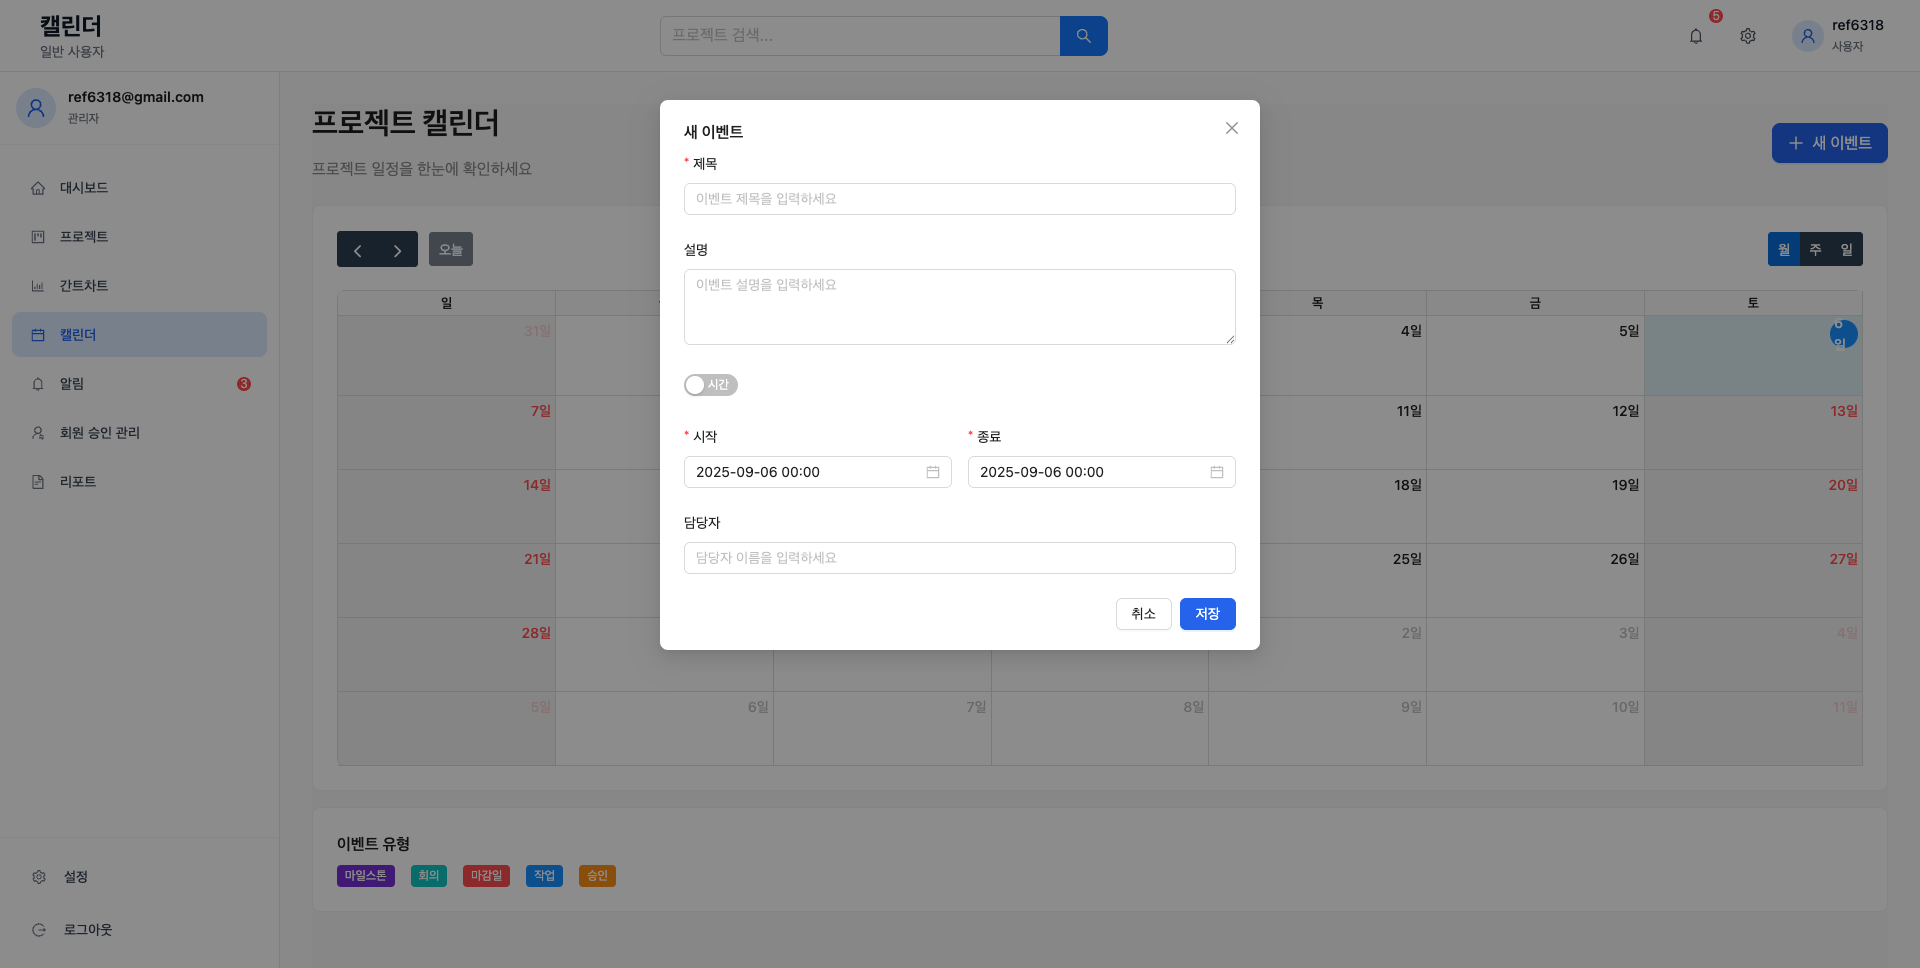 캘린더
일반 사용자
프로젝트 검색...
5
ref6318
사용자
ref6318@gmail.com
관리자
대시보드
프로젝트
간트차트
캘린더
알림
3
회원 승인 관리
리포트
설정
로그아웃
프로젝트 캘린더
프로젝트 일정을 한눈에 확인하세요
새 이벤트
오늘
월 주 일
일
목
금
토
31일
4일
5일
6일
7일
11일
12일
13일
14일
18일
19일
20일
21일
25일
26일
27일
28일
2일
3일
4일
5일
6일
7일
8일
9일
10일
11일
이벤트 유형
마일스톤
회의
마감일
작업
승인
새 이벤트
* 제목
이벤트 제목을 입력하세요
설명
이벤트 설명을 입력하세요
시간
* 시작
2025-09-06 00:00
* 종료
2025-09-06 00:00
담당자
담당자 이름을 입력하세요
취소
저장